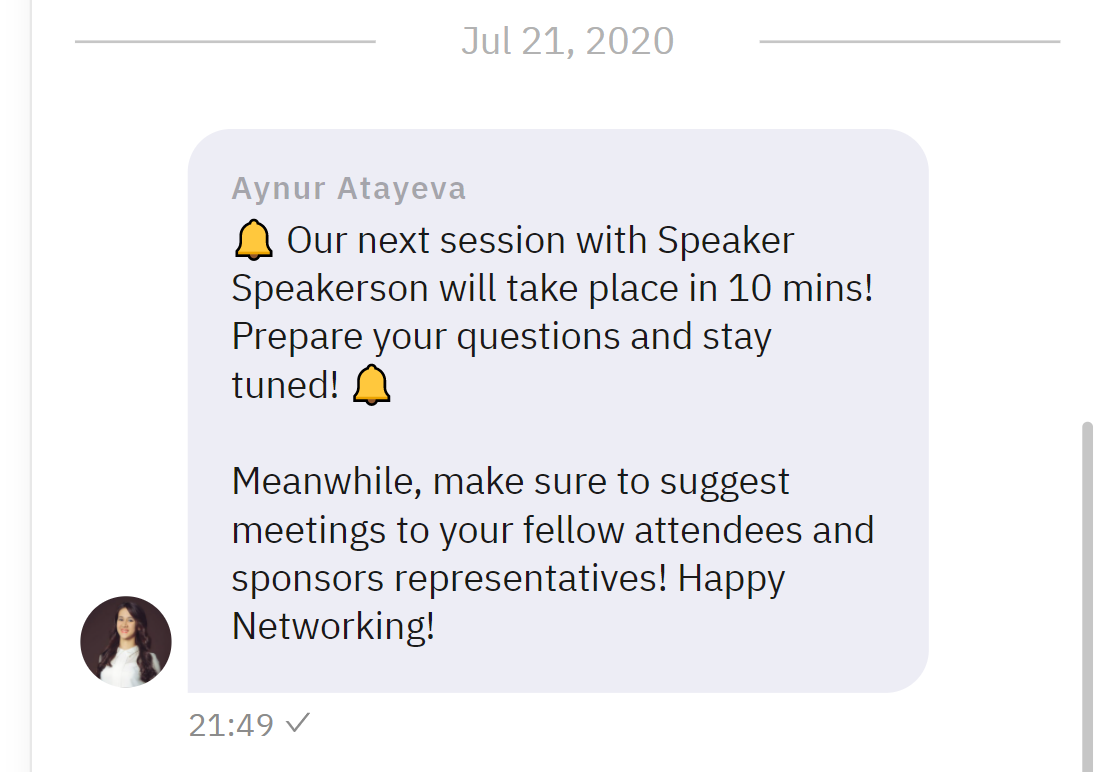 Jul 21, 2020
Aynur Atayeva
🔔 Our next session with Speaker
Speakerson will take place in 10 mins!
Prepare your questions and stay
tuned! 🔔
Meanwhile, make sure to suggest
meetings to your fellow attendees and
sponsors representatives! Happy
Networking!
21:49 ✓